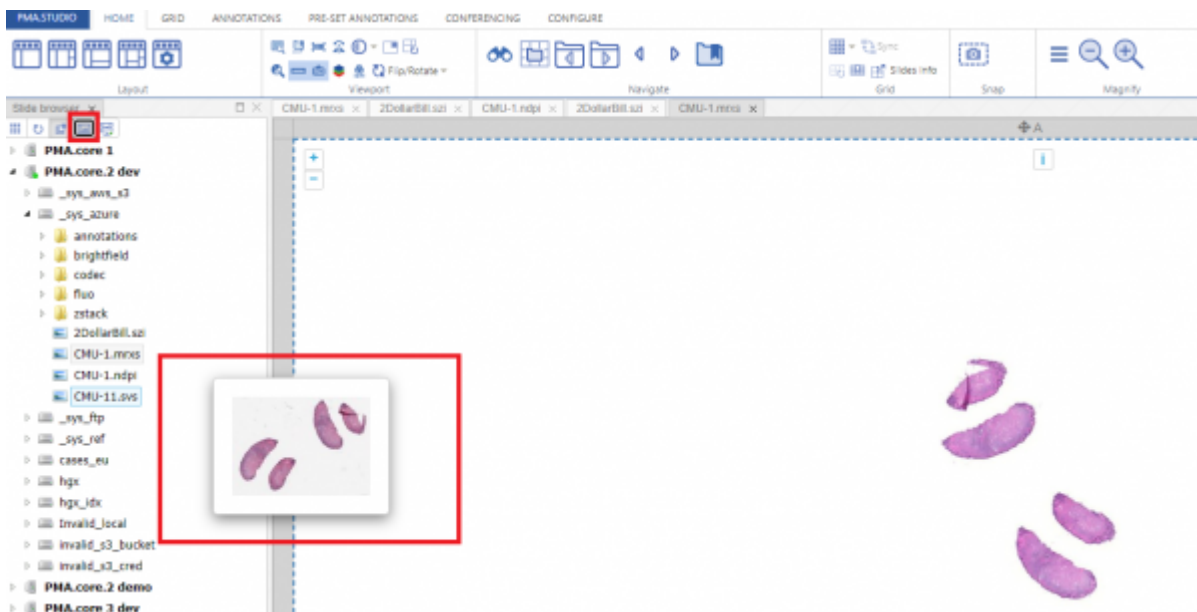 PMA.STUDIO HOME GRID ANNOTATIONS PRE-SET ANNOTATIONS CONFERENCING CONFIGURE
Sync
Flip/Rotate
Slides Info
Layout Viewport Navigate Grid Snap Magnify
Slide browser x CMU-1.mrxs x 2DollarBill.szi x CMU-1.ndpi x 2DollarBill.szi x CMU-1.mrxs x
A
PMA.core 1
+
i
PMA.core.2 dev
-
_sys_aws_s3
_sys_azure
annotations
brightfield
codec
fluo
zstack
2DollarBill.szi
CMU-1.mrxs
CMU-1.ndpi
CMU-11.svs
_sys_ftp
_sys_ref
cases_eu
hgx
hgx_idx
Invalid_local
invalid_s3_bucket
invalid_s3_cred
PMA.core.2 demo
PMA.core 3 dev